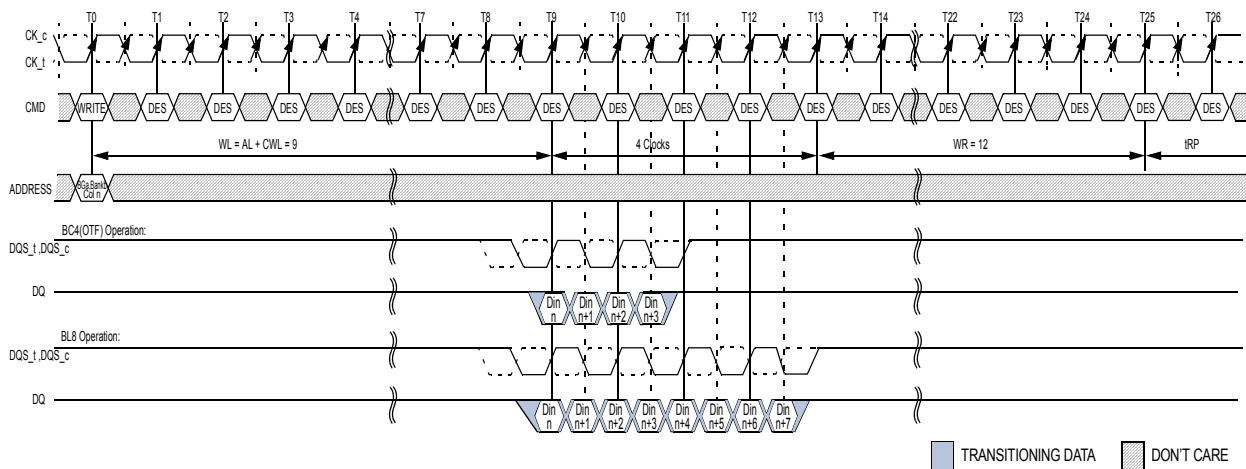 T0 T1 T2 T3 T4 T7 T8 T9 T10 T11 T12 T13 T14 T22 T23 T24 T25 T26
CK_c
CK_t
CMD WRITE DES DES DES DES DES DES DES DES DES DES DES DES DES DES DES DES DES
WL = AL + CWL = 9 4 Clocks WR = 12 tRP
ADDRESS BGa,Bankb
Col n
BC4(OTF) Operation:
DQS_t ,DQS_c
DQ Din Din Din Din
n n+1 n+2 n+3
BL8 Operation:
DQS_t ,DQS_c
DQ Din Din Din Din Din Din Din Din
n n+1 n+2 n+3 n+4 n+5 n+6 n+7
TRANSITIONING DATA DON'T CARE